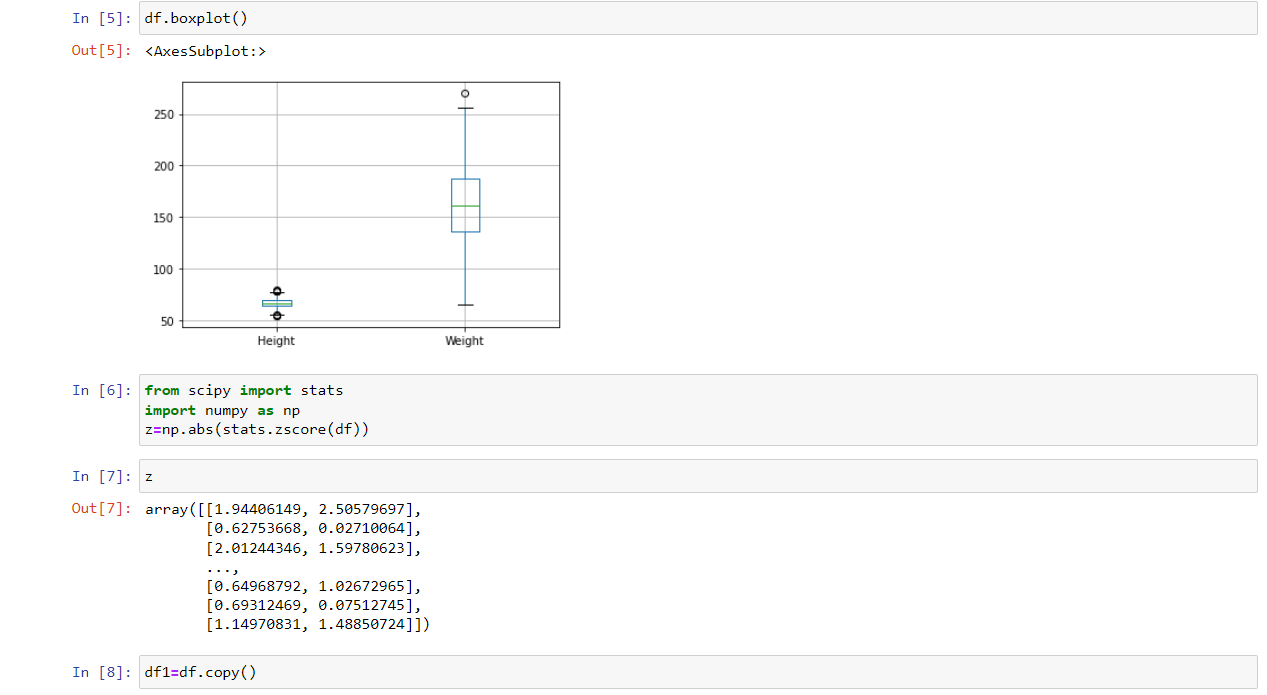 In [5]: df.boxplot()
Out[5]: <AxesSubplot:>
250
200
150
100
50
Height Weight
In [6]: from scipy import stats
import numpy as np
z=np.abs(stats.zscore(df))
In [7]: z
Out[7]: array([[1.94406149, 2.50579697],
[0.62753668, 0.02710064],
[2.01244346, 1.59780623],
...,
[0.64968792, 1.02672965],
[0.69312469, 0.07512745],
[1.14970831, 1.48850724]])
In [8]: df1=df.copy()